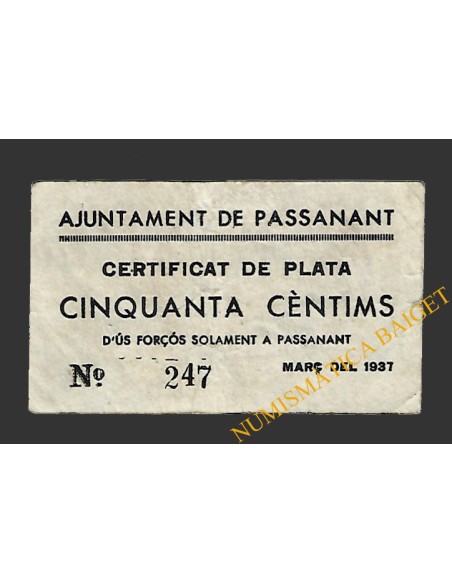 AJUNTAMENT DE PASSANANT
CERTIFICAT DE PLATA
CINQUANTA CÈNTIMS
D'ÚS FORÇÓS SOLAMENT A PASSANANT
Nº 247 MARÇ DEL 1937
NUMISMATICA BAIGET